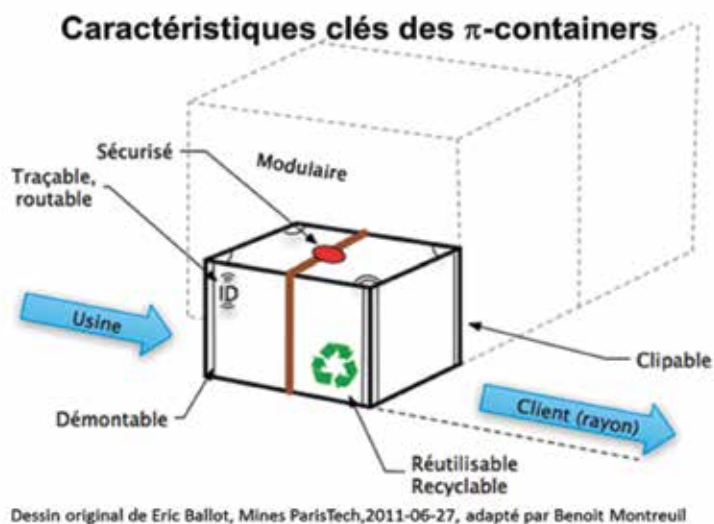 Caractéristiques clés des π-containers
Sécurisé
Modulaire
Traçable,
routable
ID
Usine
Clipable
Client (rayon)
Démontable
Réutilisable
Recyclable
Dessin original de Eric Ballot, Mines ParisTech,2011-06-27, adapté par Benoit Montreuil